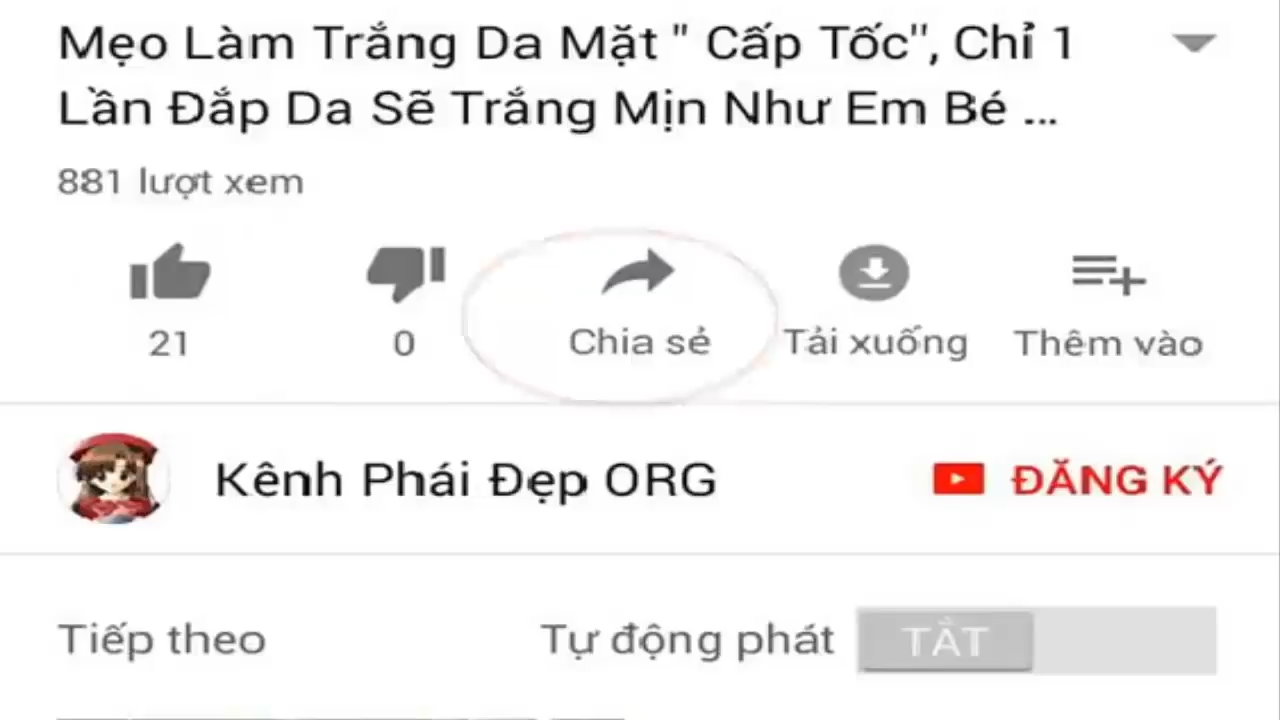 Mẹo Làm Trắng Da Mặt " Cấp Tốc", Chỉ 1
Lần Đắp Da Sẽ Trắng Mịn Như Em Bé ...
881 lượt xem
21
0
Chia sẻ
Tải xuống
Thêm vào
Kênh Phái Đẹp ORG
ĐĂNG KÝ
Tiếp theo
Tự động phát
TẮT